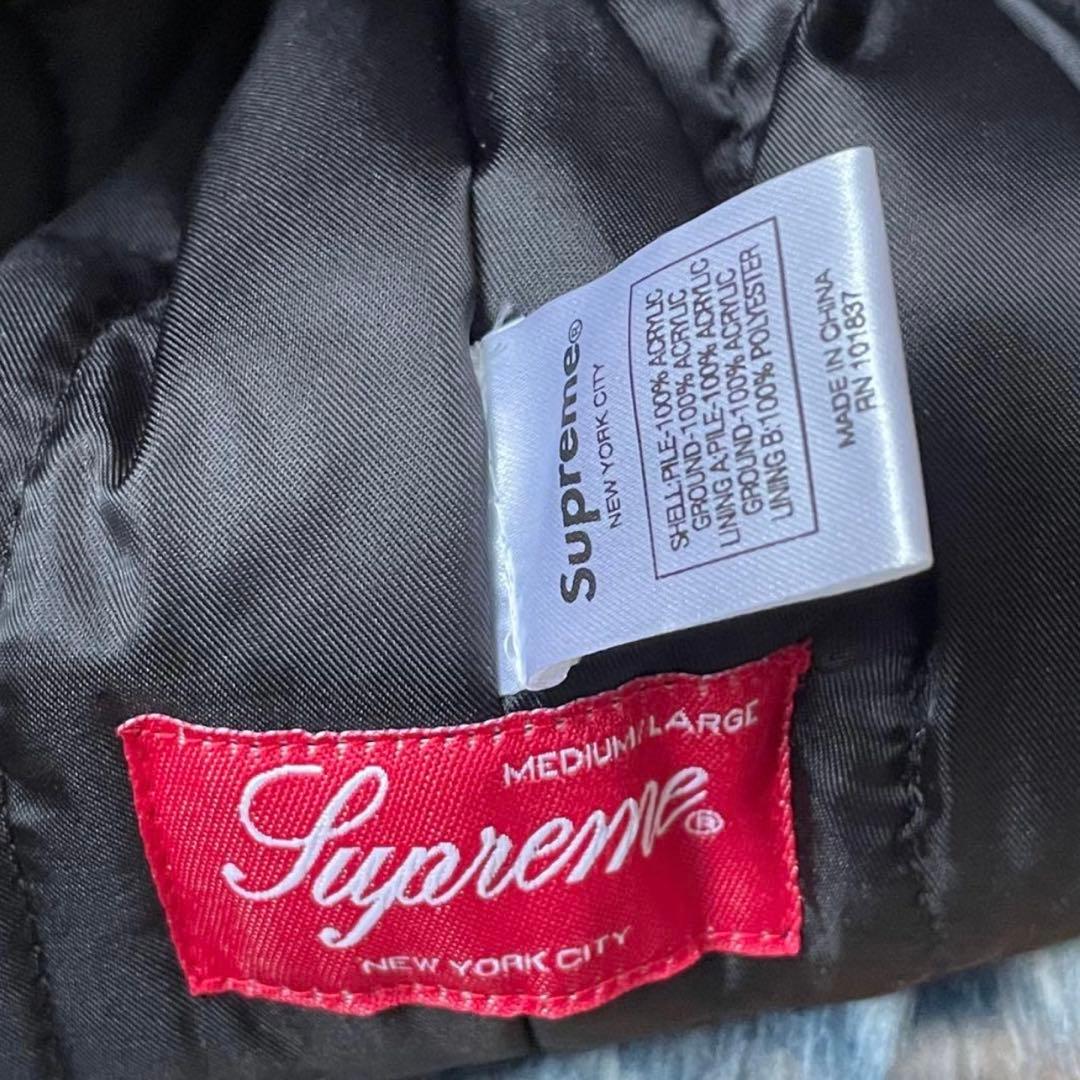 Supreme®
NEW YORK CITY
SHELL:PILE-100% ACRYLIC
GROUND-100% ACRYLIC
LINING A:PILE-100% ACRYLIC
GROUND-100% ACRYLIC
LINING B:100% POLYESTER
MADE IN CHINA
RN 101837
MEDIUM/LARGE
Supreme®
NEW YORK CITY